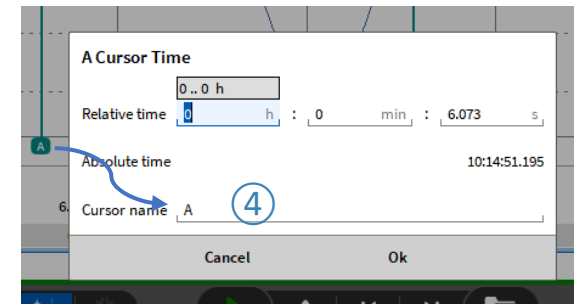 A Cursor Time
0 .. 0 h
Relative time 0 h : 0 min : 6.073 s
A
Absolute time 10:14:51.195
6.
Cursor name A ④
Cancel Ok